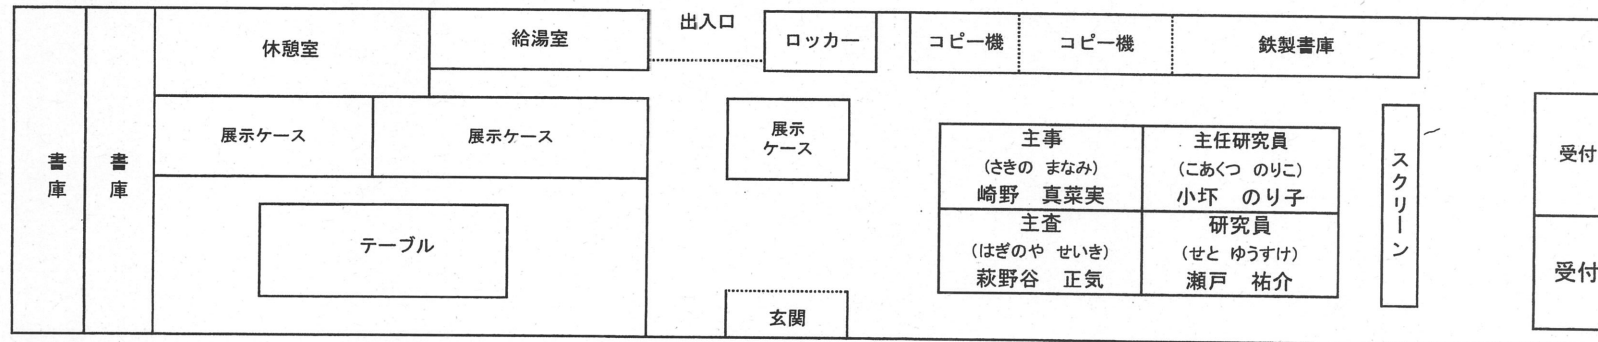 書庫
書庫
休憩室
給湯室
出入口
ロッカー
コピー機
コピー機
鉄製書庫
展示ケース
展示ケース
展示
ケース
テーブル
玄関
主事
(さきの まなみ)
崎野 真菜実
主任研究員
(こあくつ のりこ)
小圷 のり子
主査
(はぎのや せいき)
萩野谷 正気
研究員
(せと ゆうすけ)
瀬戸 祐介
スクリーン
受付
受付